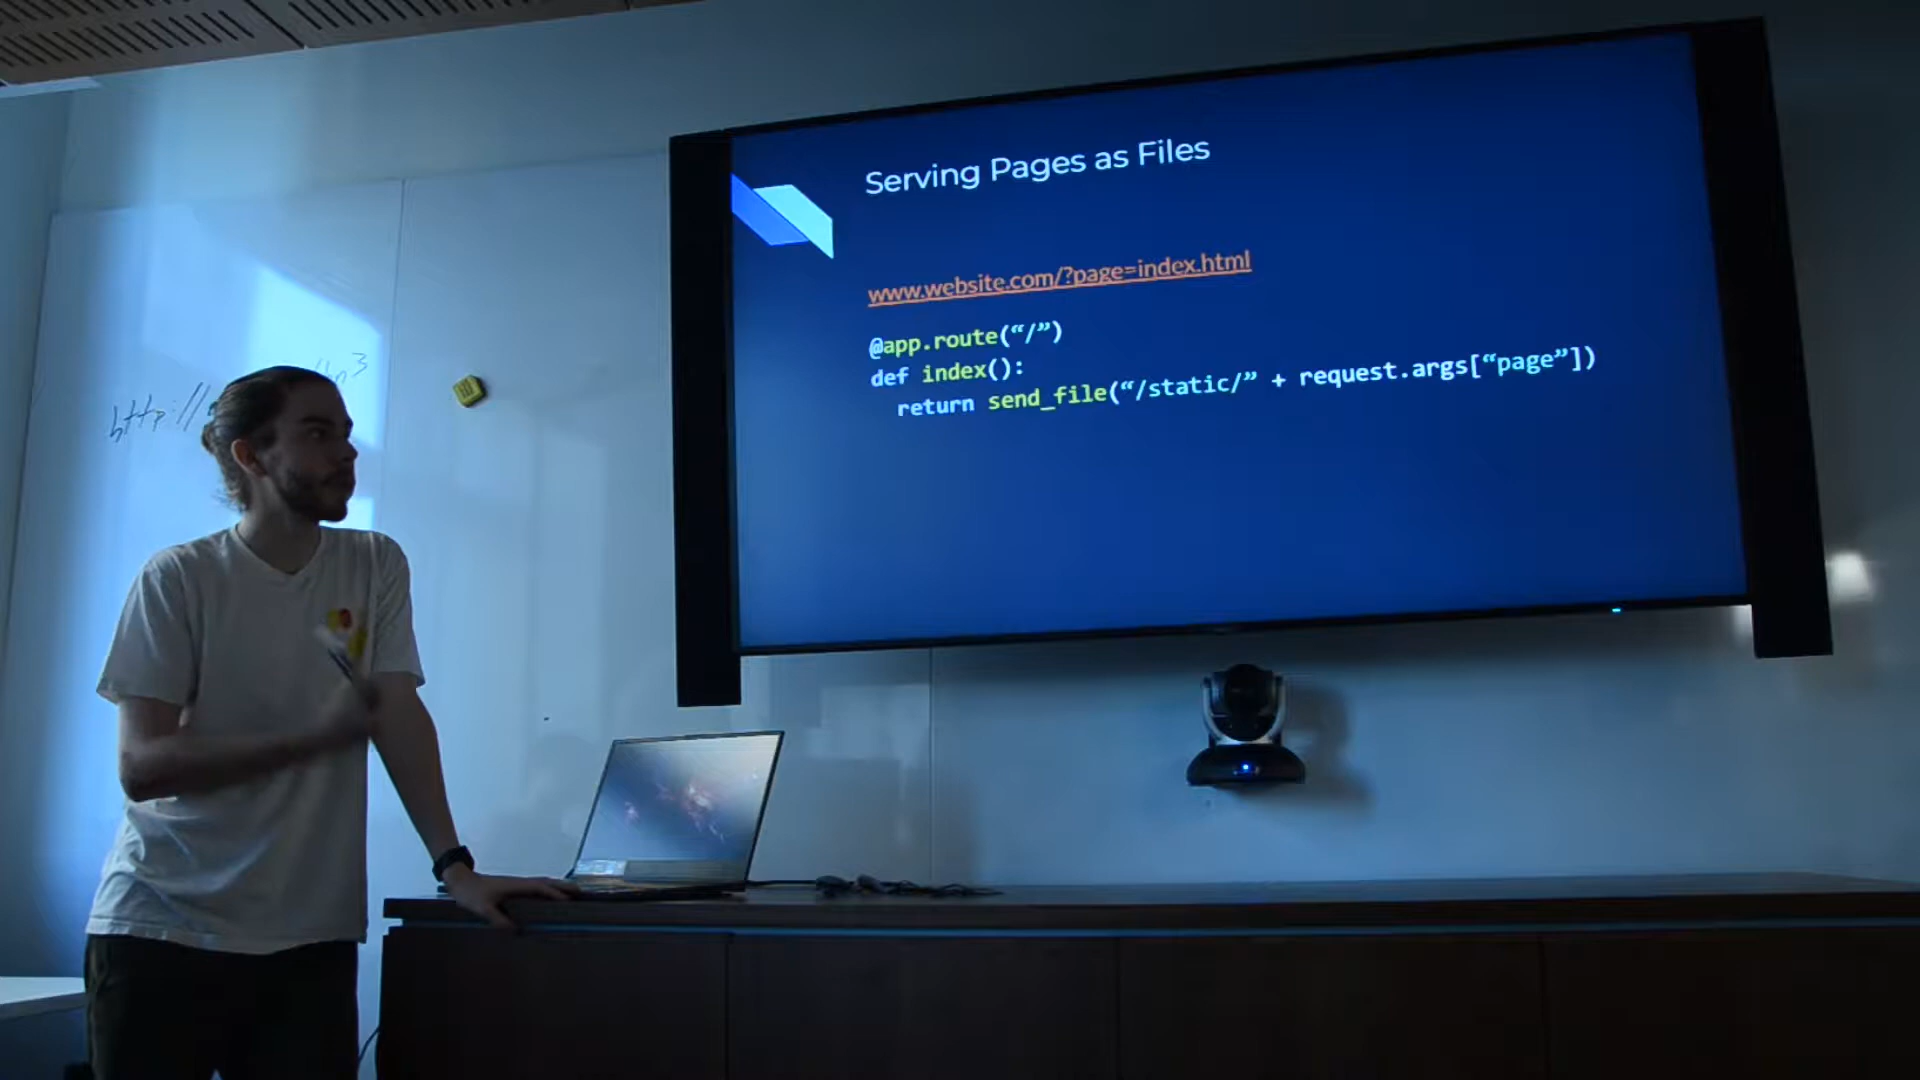 Serving Pages as Files
www.website.com/?page=index.html
@app.route(“/”)
def index():
return send_file(“/static/” + request.args[“page”])
http://